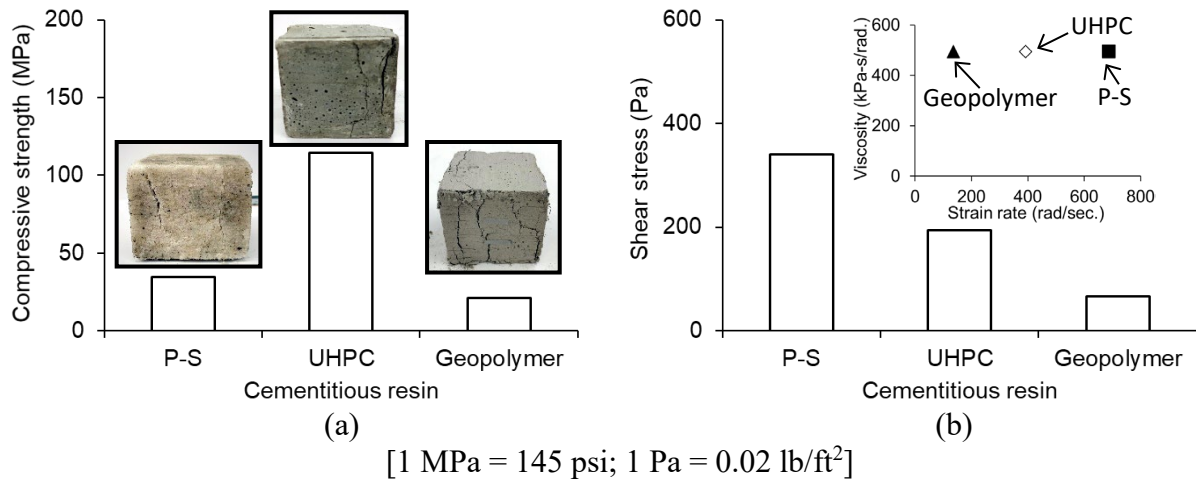 200
150
100
50
0
Compressive strength (MPa)
P-S
UHPC
Geopolymer
Cementitious resin
(a)
600
400
200
0
Shear stress (Pa)
P-S
UHPC
Geopolymer
Cementitious resin
(b)
600
400
200
0
Viscosity (kPa-s/rad.)
UHPC
Geopolymer
P-S
0
200
400
600
800
Strain rate (rad/sec.)
[1 MPa = 145 psi; 1 Pa = 0.02 lb/ft²]